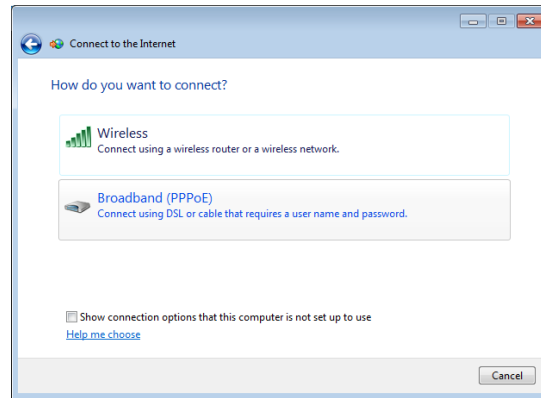 Connect to the Internet
How do you want to connect?
Wireless
Connect using a wireless router or a wireless network.
Broadband (PPPoE)
Connect using DSL or cable that requires a user name and password.
Show connection options that this computer is not set up to use
Help me choose
Cancel